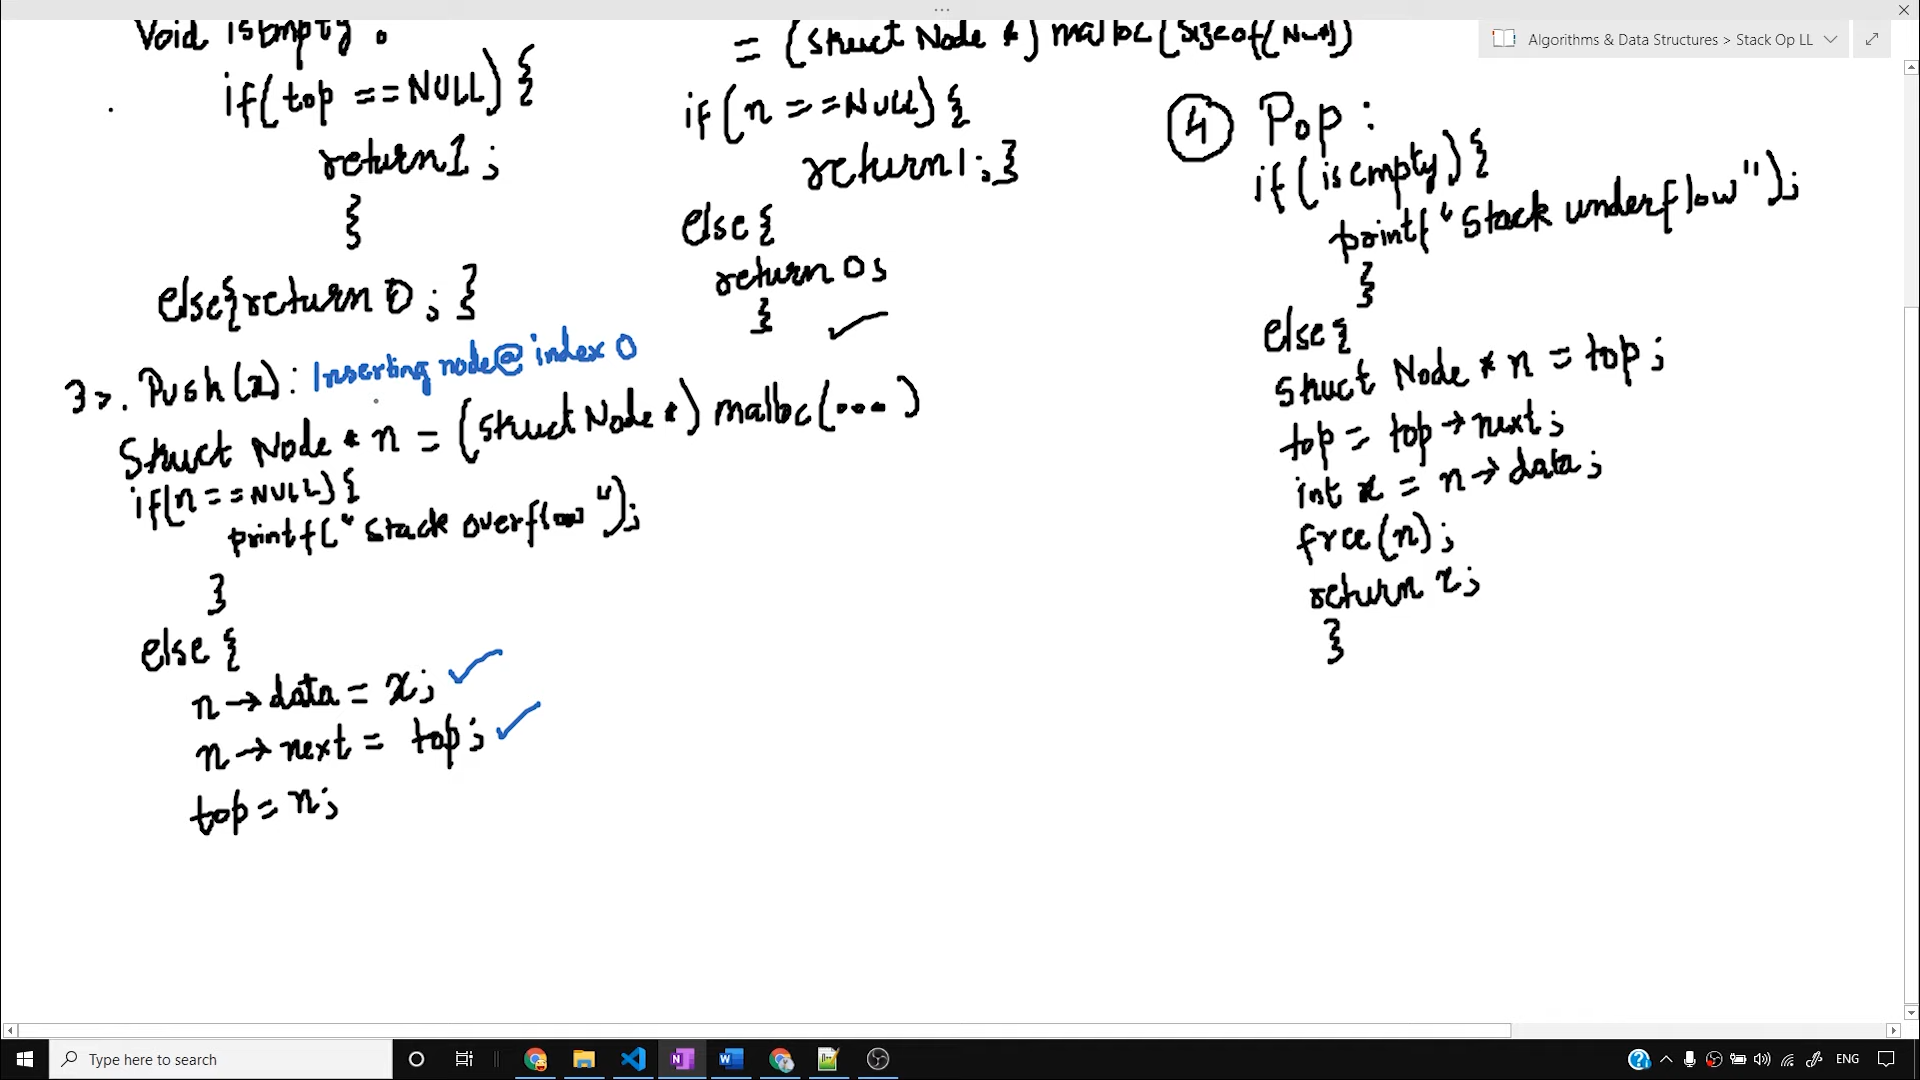 Void isEmpty :
if(top == NULL) {
return 1 ;
}
else{return 0 ; }
= (struct Node *) malloc(sizeof(
if(n == NULL) {
return 1 ; }
else {
return 0;
}
3>. Push(x) : Inserting node@ index 0
Struct Node * n = (struct Node *) malloc(....)
if(n == NULL) {
printf("Stack overflow");
}
else {
n → data = x;
n → next = top;
top = n;
4 Pop :
if(isempty) {
printf "Stack underflow");
}
else {
Struct Node * n = top;
top = top → next;
int x = n → data;
free(n);
return x;
}
Algorithms & Data Structures > Stack Op LL
Type here to search
ENG